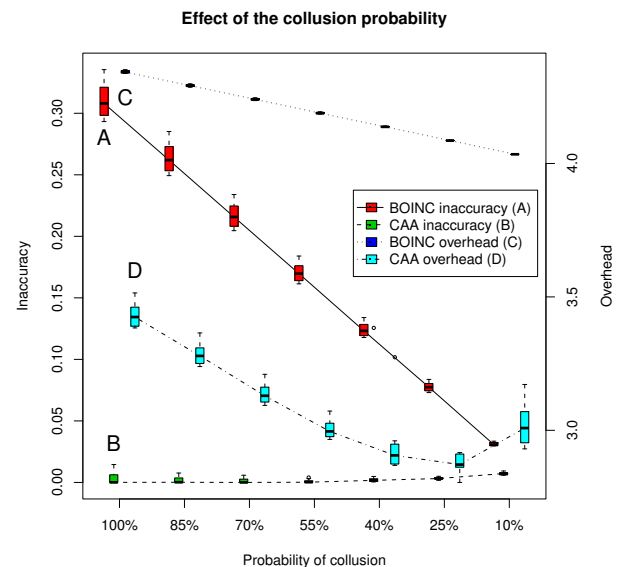 Effect of the collusion probability
C
A
D
B
BOINC inaccuracy (A)
CAA inaccuracy (B)
BOINC overhead (C)
CAA overhead (D)
Inaccuracy
0.00 0.05 0.10 0.15 0.20 0.25 0.30
Overhead
3.0 3.5 4.0
100% 85% 70% 55% 40% 25% 10%
Probability of collusion